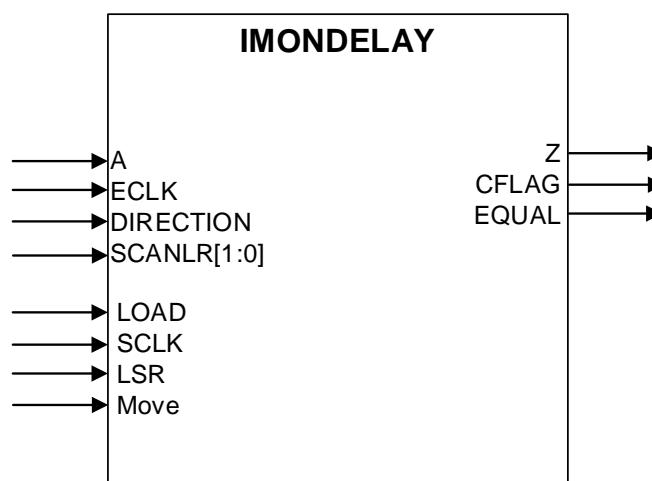 IMONDELAY
A
ECLK
DIRECTION
SCANLR[1:0]
LOAD
SCLK
LSR
Move
Z
CFLAG
EQUAL